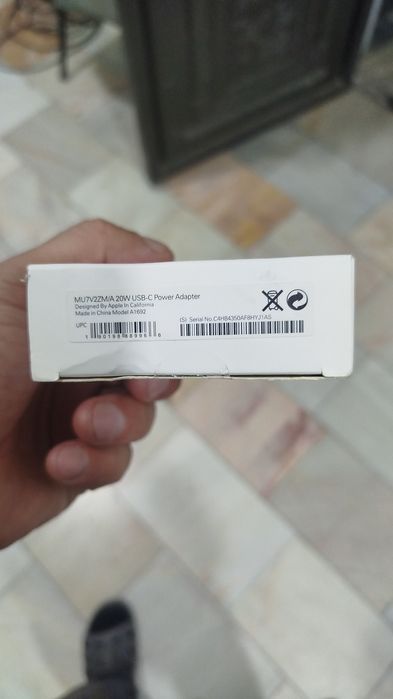 MU7V2ZM/A 20W USB-C Power Adapter
Designed By Apple In California
Made in China Model A1692
(S) Serial No.C4HB4350AF8HYJ1AS
UPC